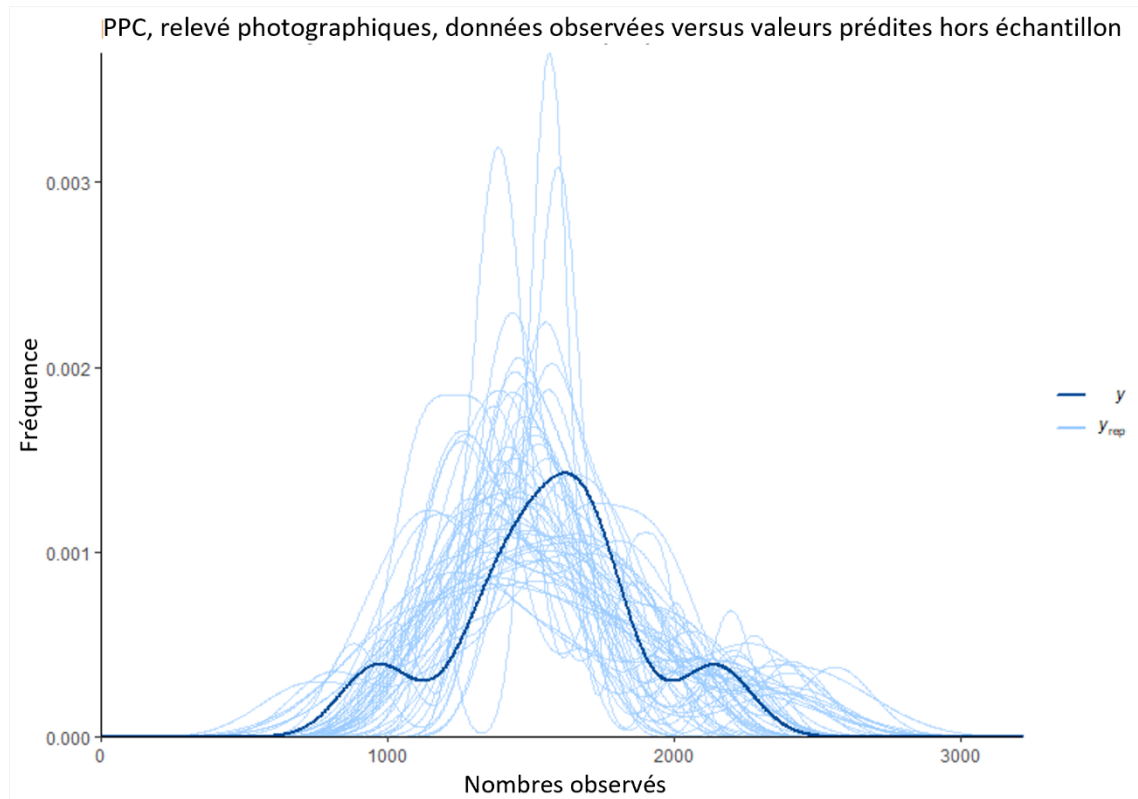 PPC, relevé photographiques, données observées versus valeurs prédites hors échantillon
Fréquence
0.003
0.002
0.001
0.000
0
1000
2000
3000
Nombres observés
y
yrep